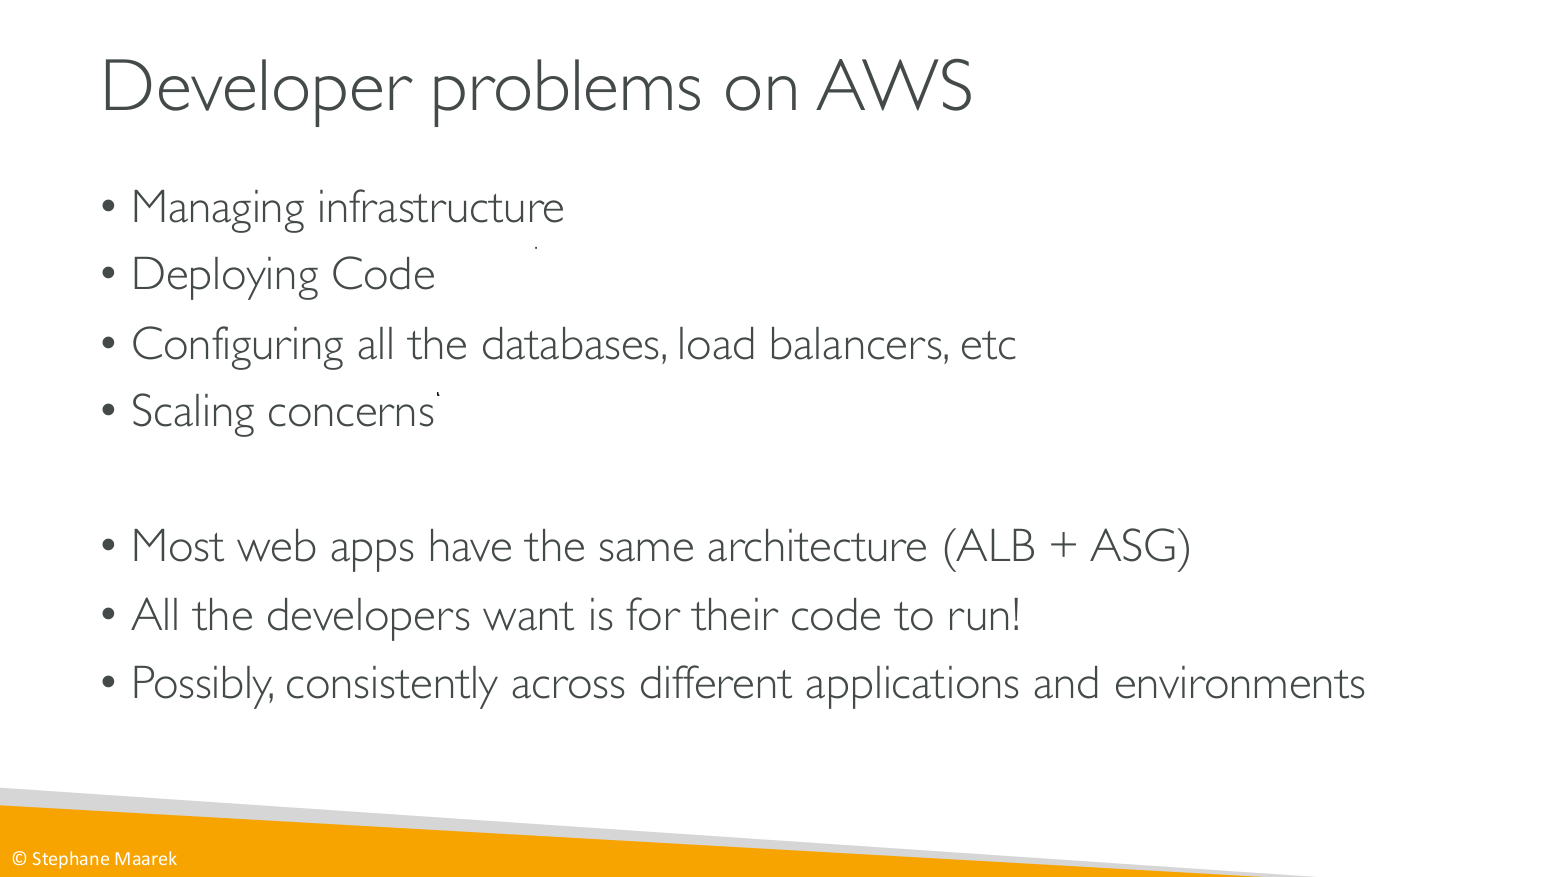 Developer problems on AWS
• Managing infrastructure
• Deploying Code
• Configuring all the databases, load balancers, etc
• Scaling concerns
• Most web apps have the same architecture (ALB + ASG)
• All the developers want is for their code to run!
• Possibly, consistently across different applications and environments
© Stephane Maarek